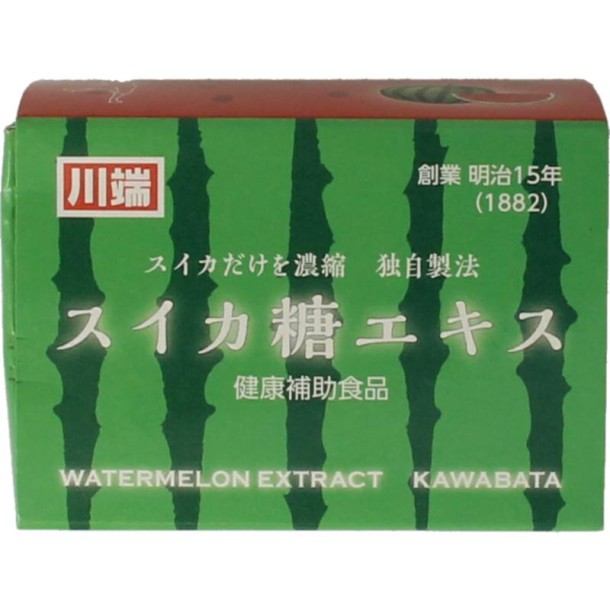 川端
創業 明治15年
(1882)
スイカだけを濃縮 独自製法
スイカ糖エキス
健康補助食品
WATERMELON EXTRACT KAWABATA